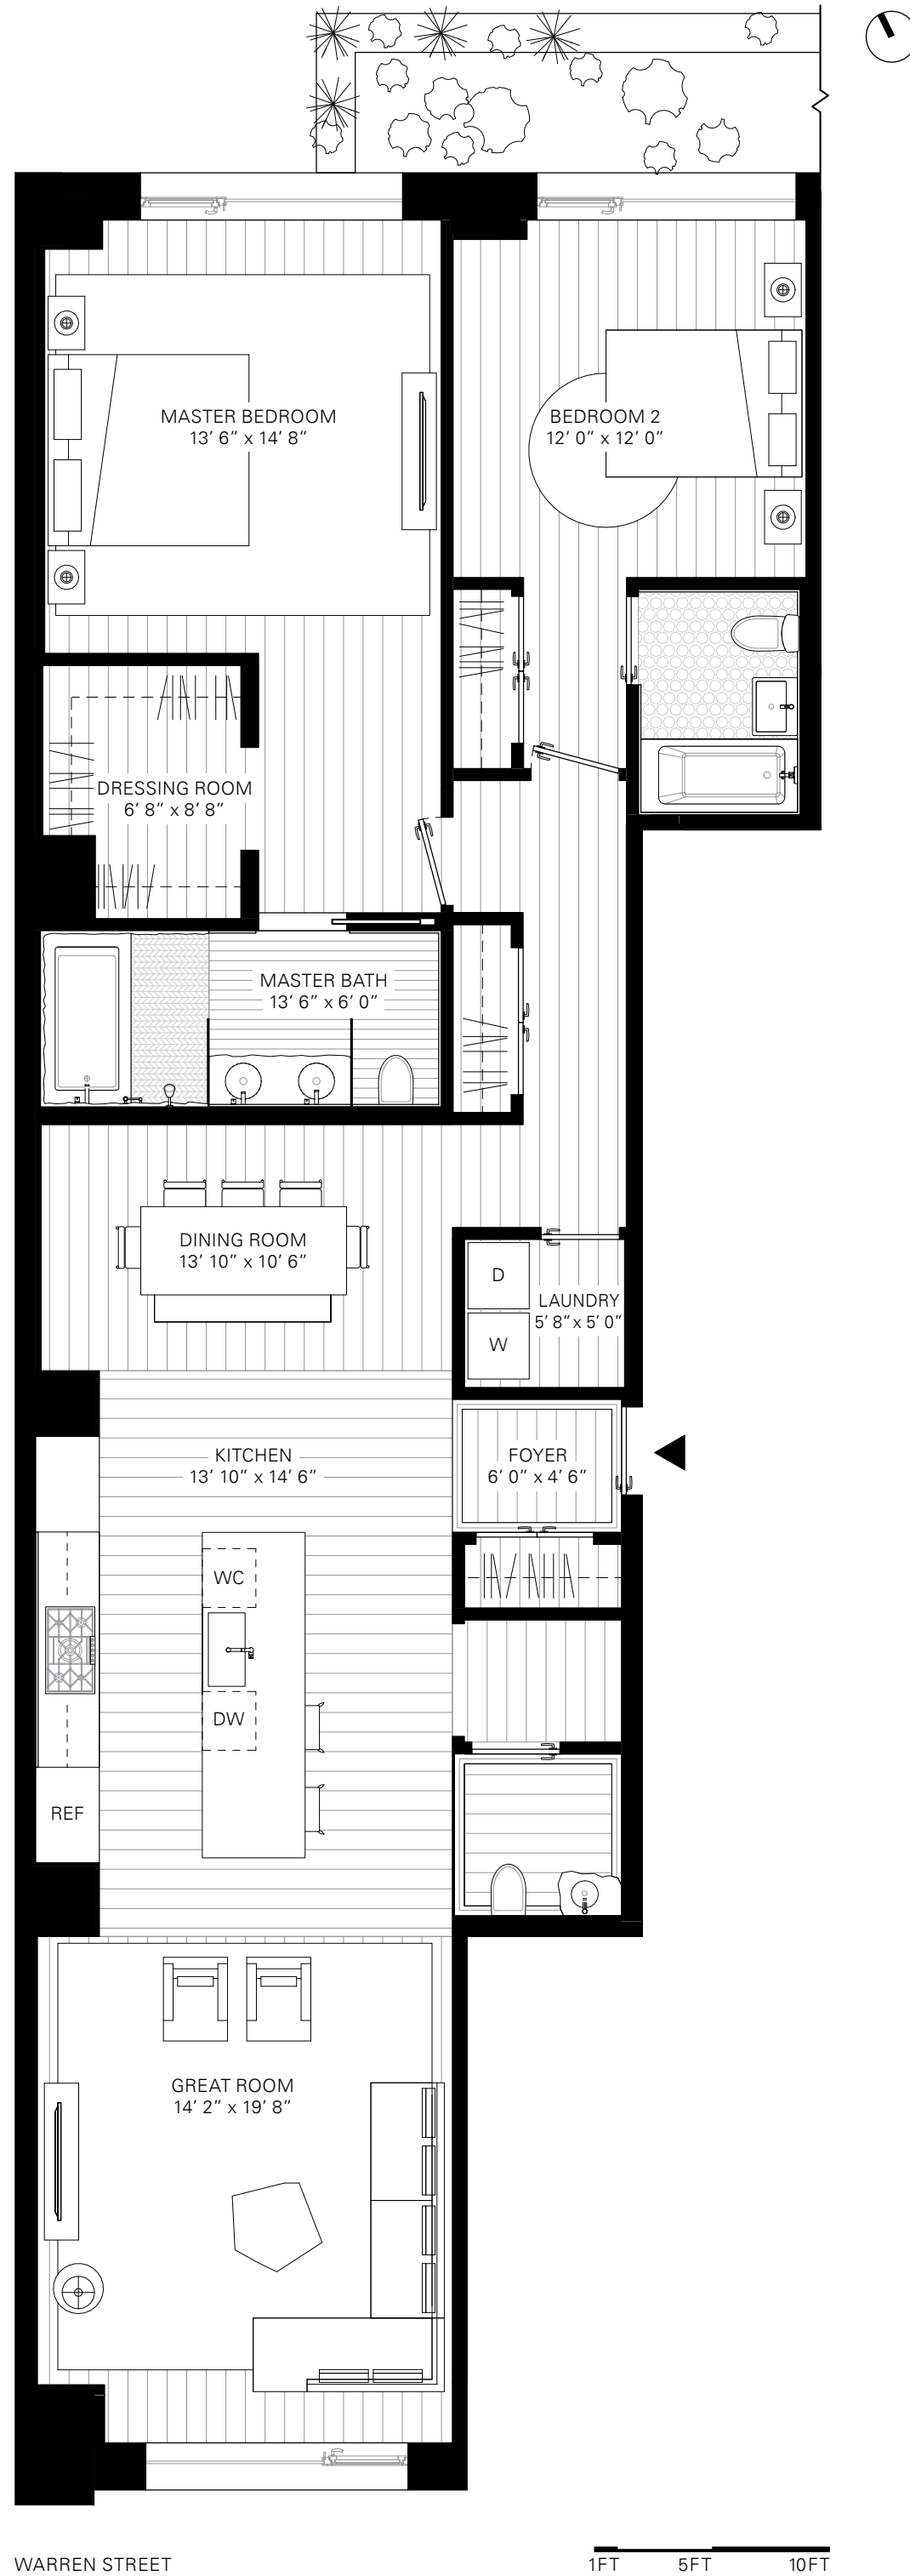 MASTER BEDROOM
13' 6" x 14' 8"
BEDROOM 2
12' 0" x 12' 0"
DRESSING ROOM
6' 8" x 8' 8"
MASTER BATH
13' 6" x 6' 0"
DINING ROOM
13' 10" x 10' 6"
D
LAUNDRY
5' 8" x 5' 0"
W
KITCHEN
13' 10" x 14' 6"
FOYER
6' 0" x 4' 6"
WC
DW
REF
GREAT ROOM
14' 2" x 19' 8"
WARREN STREET
1FT 5FT 10FT